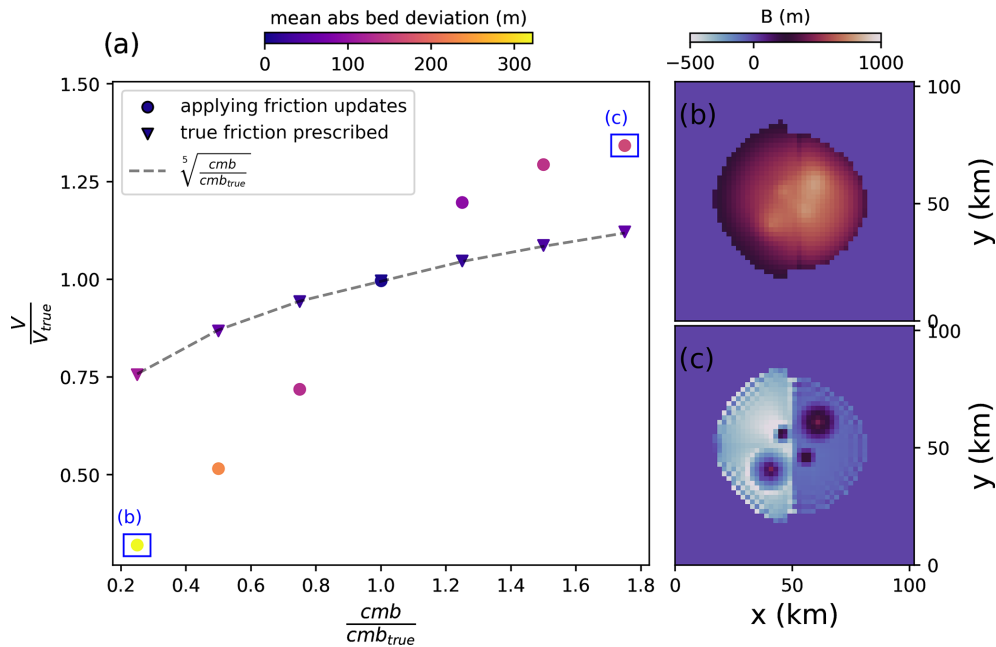 mean abs bed deviation (m)
0 100 200 300
(a)
applying friction updates
true friction prescribed
5√(cmb/cmb_true)
1.50
1.25
1.00
0.75
0.50
V/V_true
0.2 0.4 0.6 0.8 1.0 1.2 1.4 1.6 1.8
cmb/cmb_true
(b)
(c)
B (m)
−500 0 1000
(b)
100
50
0
y (km)
(c)
100
50
0
y (km)
0 50 100
x (km)